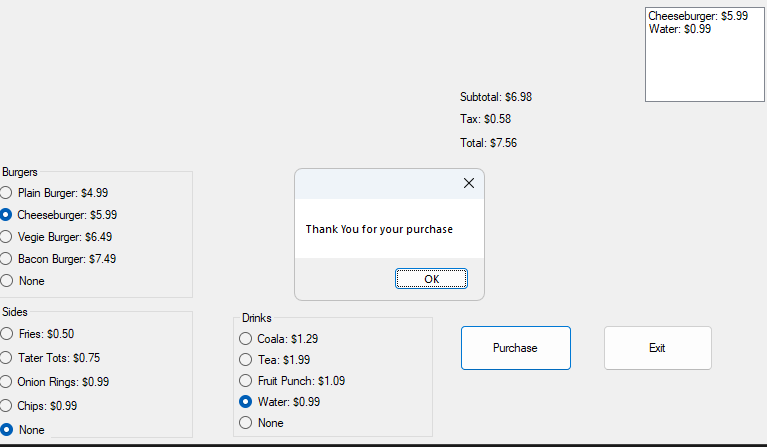 Cheeseburger: $5.99
Water: $0.99
Subtotal: $6.98
Tax: $0.58
Total: $7.56
Burgers
Plain Burger: $4.99
Cheeseburger: $5.99
Vegie Burger: $6.49
Bacon Burger: $7.49
None
Thank You for your purchase
OK
Sides
Fries: $0.50
Tater Tots: $0.75
Onion Rings: $0.99
Chips: $0.99
None
Drinks
Coala: $1.29
Tea: $1.99
Fruit Punch: $1.09
Water: $0.99
None
Purchase
Exit